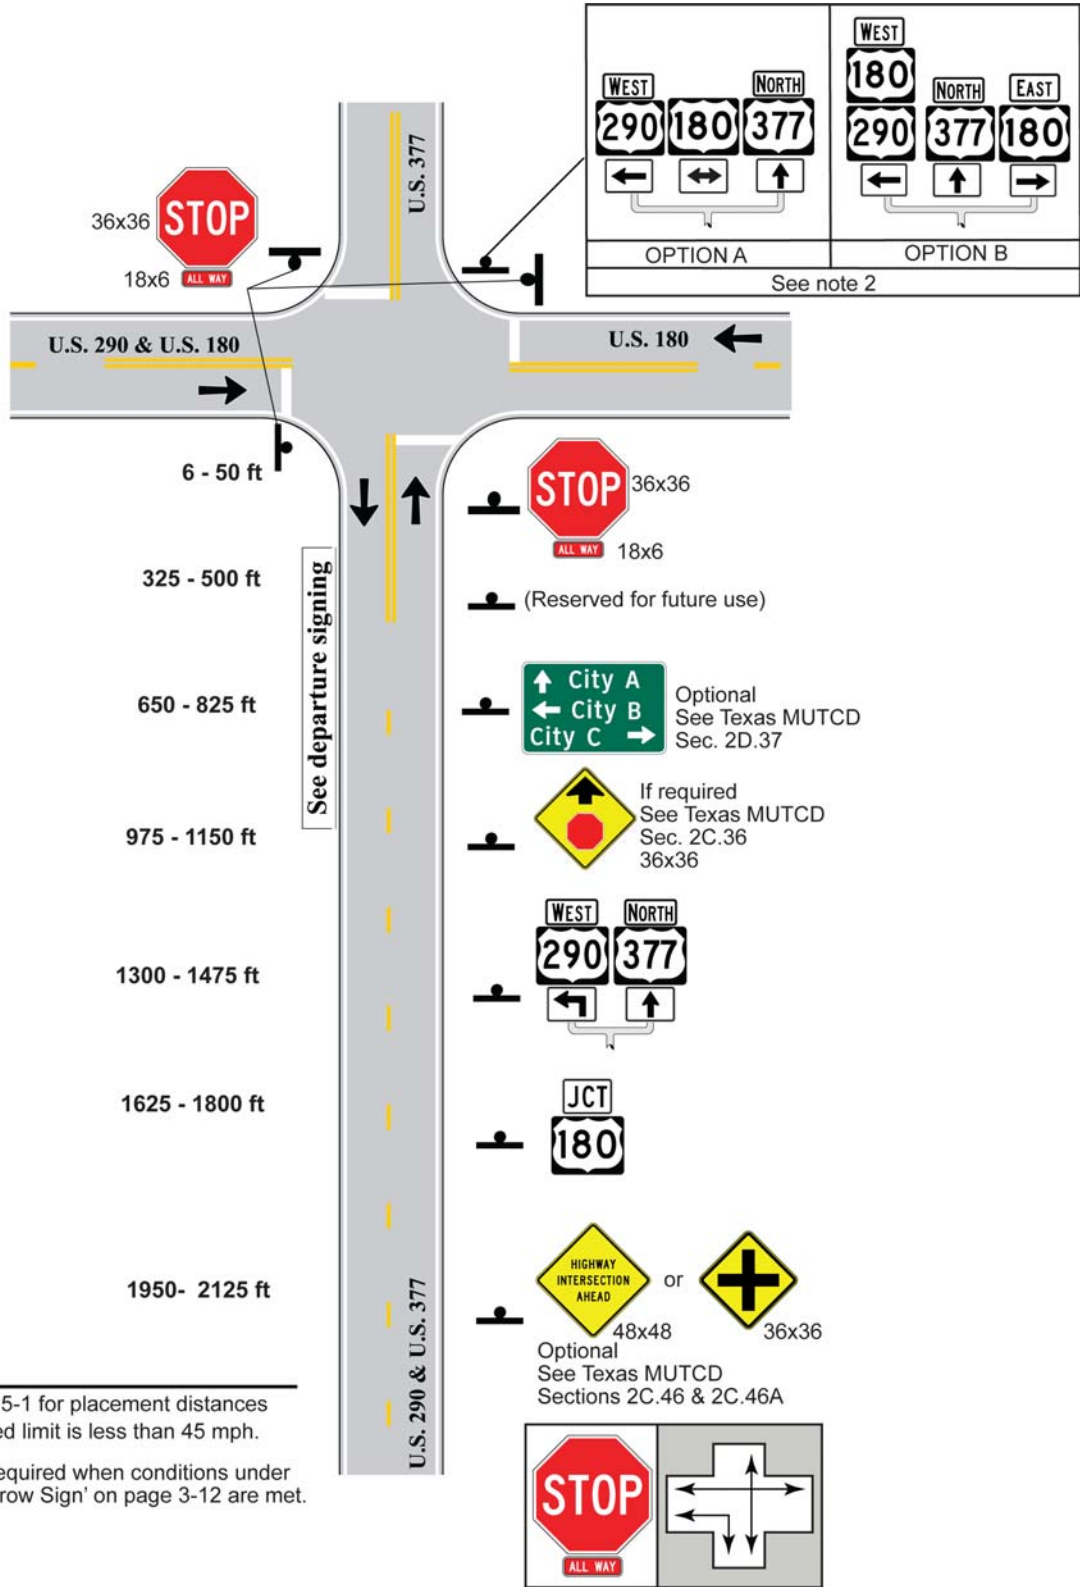 WEST
290
180
NORTH
377
OPTION A
WEST
180
290
NORTH
377
EAST
180
OPTION B
See note 2
U.S. 377
36x36
STOP
18x6
ALL WAY
U.S. 290 & U.S. 180
U.S. 180
6 - 50 ft
STOP
36x36
ALL WAY
18x6
325 - 500 ft
(Reserved for future use)
See departure signing
650 - 825 ft
City A
City B
City C
Optional
See Texas MUTCD
Sec. 2D.37
975 - 1150 ft
If required
See Texas MUTCD
Sec. 2C.36
36x36
1300 - 1475 ft
WEST
290
NORTH
377
1625 - 1800 ft
JCT
180
1950- 2125 ft
HIGHWAY
INTERSECTION
AHEAD
or
48x48
36x36
Optional
See Texas MUTCD
Sections 2C.46 & 2C.46A
U.S. 290 & U.S. 377
5-1 for placement distances
ed limit is less than 45 mph.
equired when conditions under
rrow Sign' on page 3-12 are met.
STOP
ALL WAY